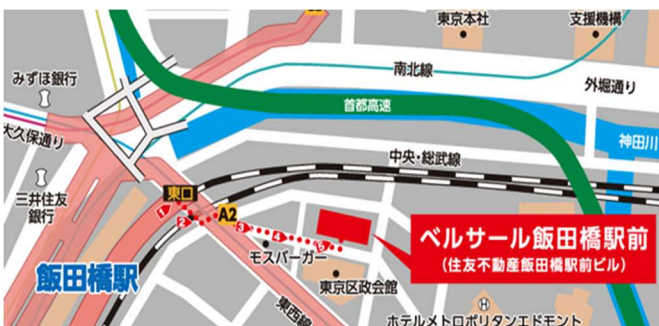 東京本社
支援機構
みずほ銀行
南北線
外堀通り
首都高速
大久保通り
神田川
中央・総武線
三井住友
銀行
東口
A2
1
2
3
4
5
ベルサール飯田橋駅前
(住友不動産飯田橋駅前ビル)
モスバーガー
飯田橋駅
東京区政会館
東西線
H
ホテルメトロポリタンエドモント